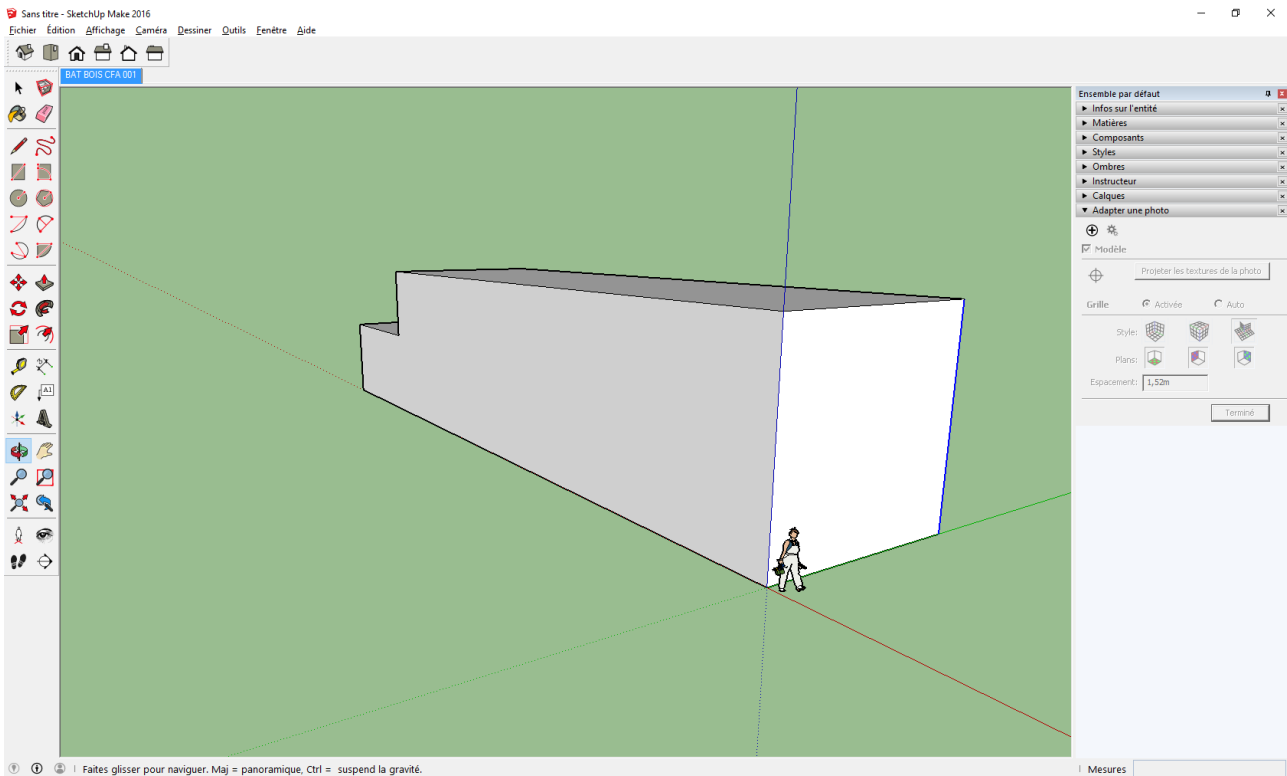 Sans titre - SketchUp Make 2016
Fichier Édition Affichage Caméra Dessiner Outils Fenêtre Aide
BAT BOIS CFA 001
Ensemble par défaut
Infos sur l'entité
Matières
Composants
Styles
Ombres
Instructeur
Calques
Adapter une photo
Modèle
Projeter les textures de la photo
Grille Activée Auto
Style:
Plans:
Espacement: 1,52m
Terminé
A1
Faites glisser pour naviguer. Maj = panoramique, Ctrl = suspend la gravité.
Mesures